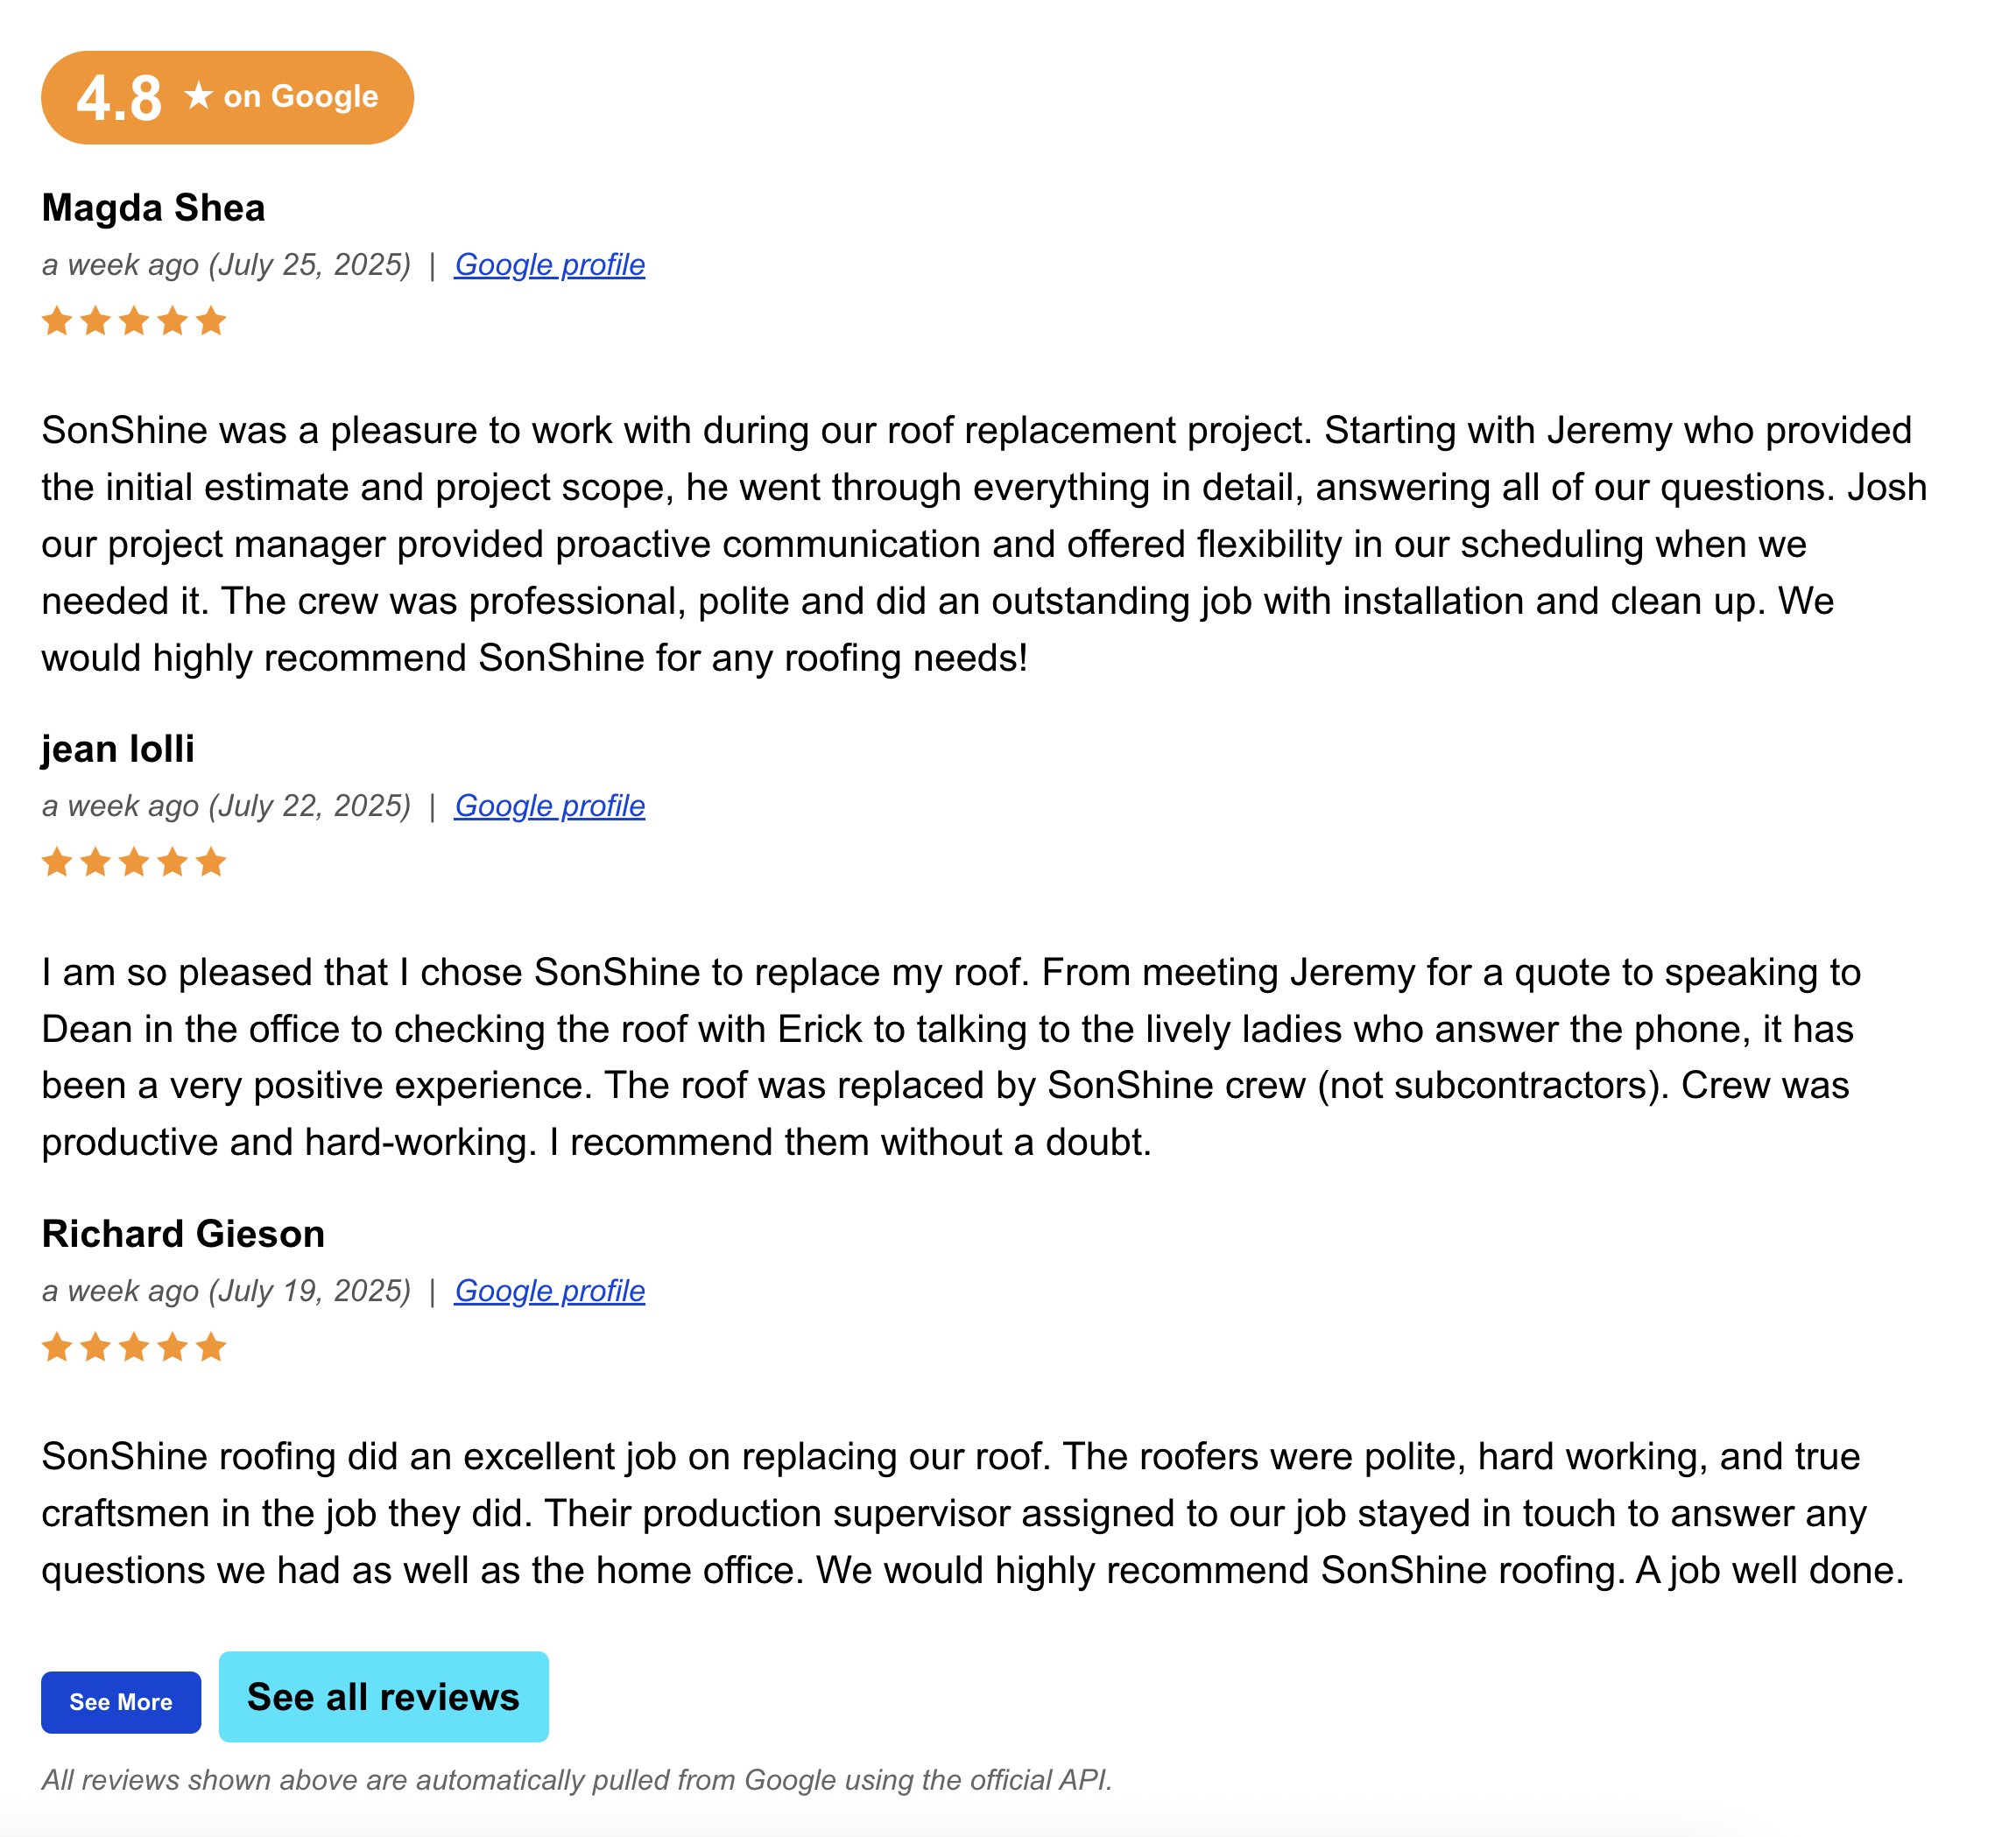 4.8 ★ on Google
Magda Shea
a week ago (July 25, 2025) | Google profile
★★★★★
SonShine was a pleasure to work with during our roof replacement project. Starting with Jeremy who provided
the initial estimate and project scope, he went through everything in detail, answering all of our questions. Josh
our project manager provided proactive communication and offered flexibility in our scheduling when we
needed it. The crew was professional, polite and did an outstanding job with installation and clean up. We
would highly recommend SonShine for any roofing needs!
jean lolli
a week ago (July 22, 2025) | Google profile
★★★★★
I am so pleased that I chose SonShine to replace my roof. From meeting Jeremy for a quote to speaking to
Dean in the office to checking the roof with Erick to talking to the lively ladies who answer the phone, it has
been a very positive experience. The roof was replaced by SonShine crew (not subcontractors). Crew was
productive and hard-working. I recommend them without a doubt.
Richard Gieson
a week ago (July 19, 2025) | Google profile
★★★★★
SonShine roofing did an excellent job on replacing our roof. The roofers were polite, hard working, and true
craftsmen in the job they did. Their production supervisor assigned to our job stayed in touch to answer any
questions we had as well as the home office. We would highly recommend SonShine roofing. A job well done.
See More
See all reviews
All reviews shown above are automatically pulled from Google using the official API.